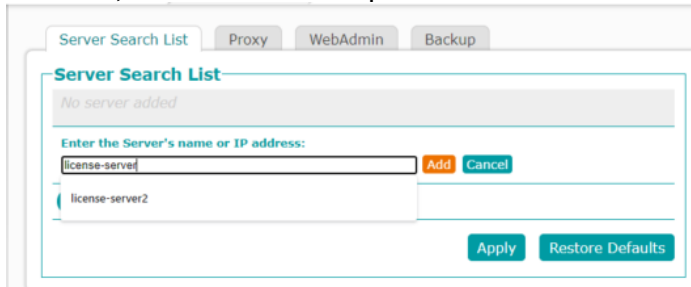 Server Search List Proxy WebAdmin Backup
Server Search List
No server added
Enter the Server's name or IP address:
license-server Add Cancel
license-server2
Apply Restore Defaults